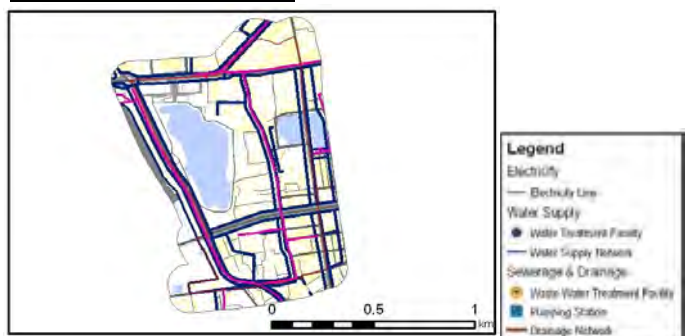 0 0.5 1
km
Legend
Electricity
Electricity Line
Water Supply
Water Treatment Facility
Water Supply Network
Sewerage & Drainage
Waste Water Treatment Facility
Pumping Station
Drainage Network